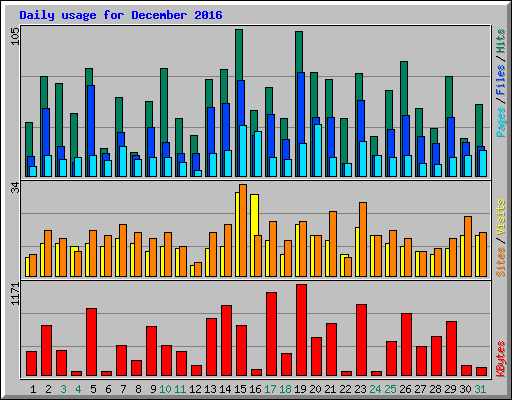 Daily usage for December 2016
105
Pages / Files / Hits
34
Sites / Visits
1171
KBytes
1 2 3 4 5 6 7 8 9 10 11 12 13 14 15 16 17 18 19 20 21 22 23 24 25 26 27 28 29 30 31